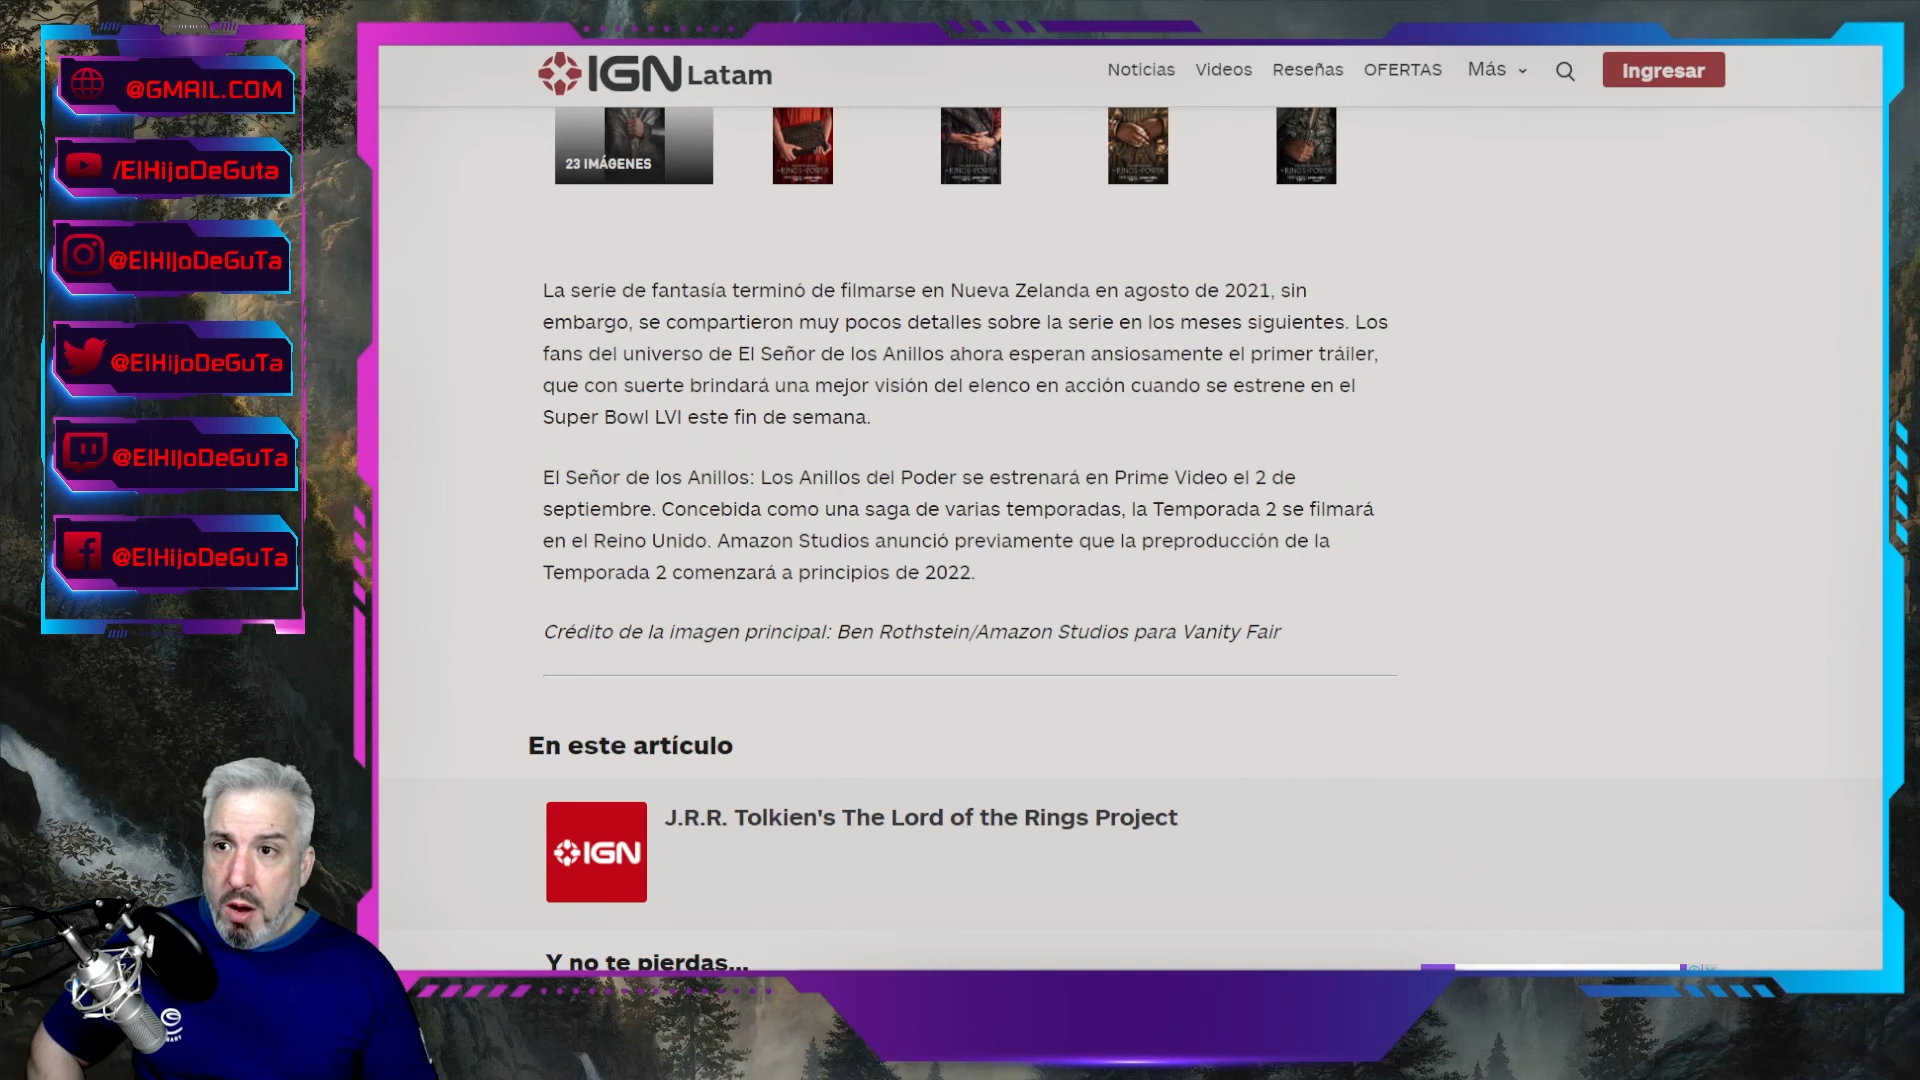 @GMAIL.COM
/ElHijoDeGuta
@ElHIJoDeGuTa
@ElHijoDeGuTa
@ElHIJoDeGuTa
@ElHijoDeGuTa
IGN Latam
Noticias Videos Reseñas OFERTAS Más Ingresar
23 IMÁGENES
La serie de fantasía terminó de filmarse en Nueva Zelanda en agosto de 2021, sin
embargo, se compartieron muy pocos detalles sobre la serie en los meses siguientes. Los
fans del universo de El Señor de los Anillos ahora esperan ansiosamente el primer tráiler,
que con suerte brindará una mejor visión del elenco en acción cuando se estrene en el
Super Bowl LVI este fin de semana.
El Señor de los Anillos: Los Anillos del Poder se estrenará en Prime Video el 2 de
septiembre. Concebida como una saga de varias temporadas, la Temporada 2 se filmará
en el Reino Unido. Amazon Studios anunció previamente que la preproducción de la
Temporada 2 comenzará a principios de 2022.
Crédito de la imagen principal: Ben Rothstein/Amazon Studios para Vanity Fair
En este artículo
IGN
J.R.R. Tolkien's The Lord of the Rings Project
Y no te pierdas...